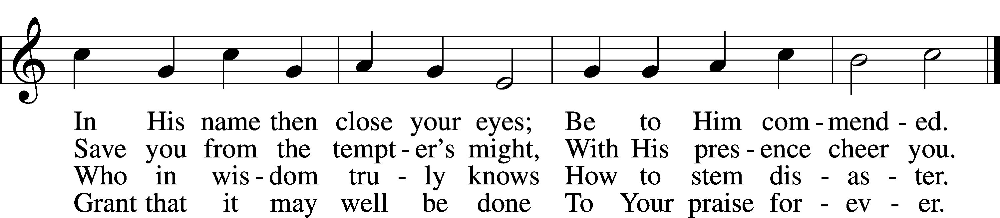 In His name then close your eyes; Be to Him com - mend - ed.
Save you from the tempt - er’s might, With His pres - ence cheer you.
Who in wis - dom tru - ly knows How to stem dis - as - ter.
Grant that it may well be done To Your praise for - ev - er.